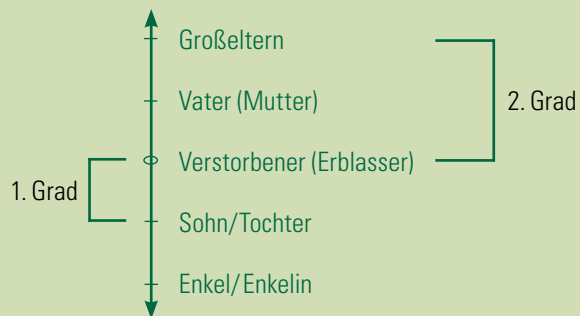 Großeltern
Vater (Mutter)
2. Grad
Verstorbener (Erblasser)
1. Grad
Sohn/Tochter
Enkel/Enkelin